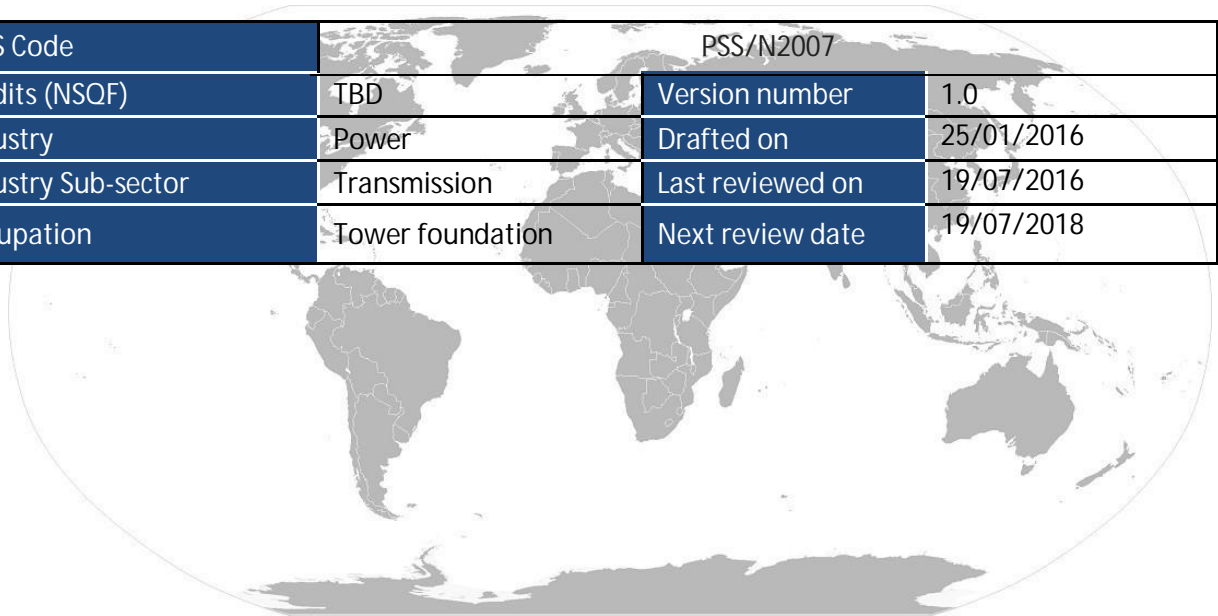 S Code PSS/N2007
dits (NSQF) TBD Version number 1.0
ustry Power Drafted on 25/01/2016
ustry Sub-sector Transmission Last reviewed on 19/07/2016
upation Tower foundation Next review date 19/07/2018